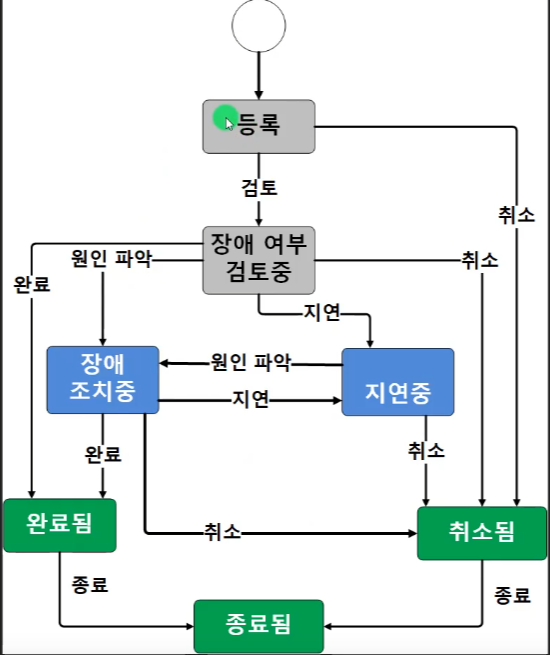 등록
검토
취소
장애 여부
검토중
원인 파악
취소
완료
지연
장애
조치중
원인 파악
지연
지연중
완료
취소
완료됨
취소
취소됨
종료
종료
종료됨